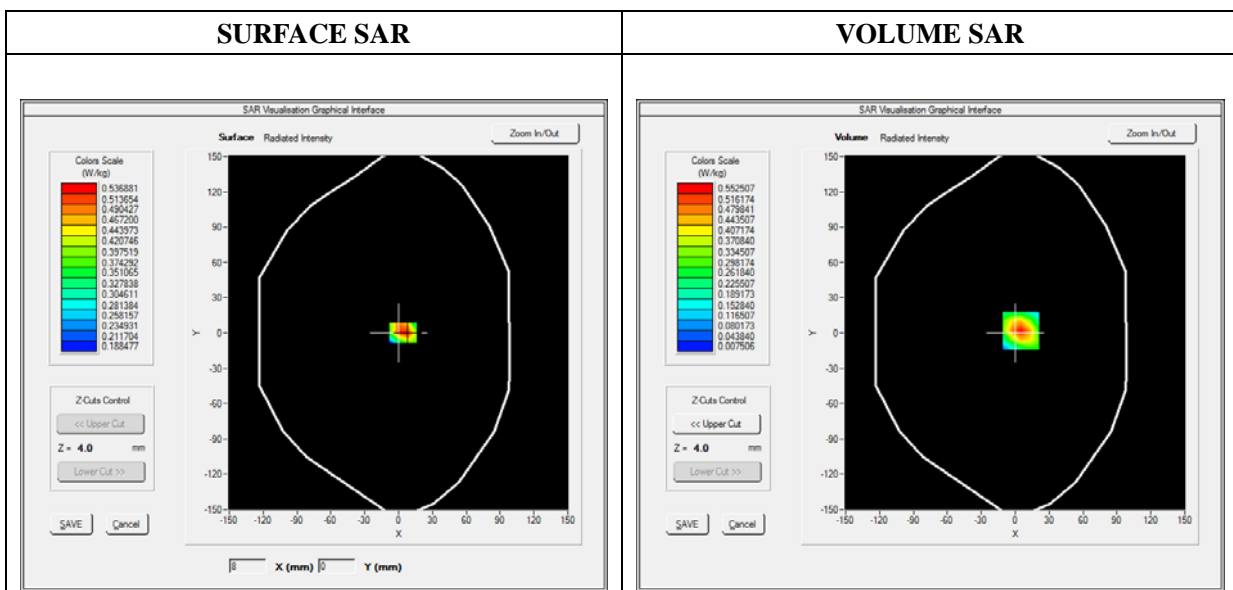 SURFACE SAR
SAR Visualisation Graphical Interface
Surface Radiated Intensity
Zoom In/Out
Colors Scale
(W/kg)
0.536881
0.513654
0.490427
0.467200
0.443973
0.420746
0.397519
0.374292
0.351065
0.327838
0.304611
0.281384
0.258157
0.234931
0.211704
0.188477
Z-Cuts Control
<< Upper Cut
Z = 4.0 mm
Lower Cut >>
SAVE Cancel
150
120
90
60
30
0
-30
-60
-90
-120
-150
Y
-150 -120 -90 -60 -30 0 30 60 90 120 150
X
8 X (mm) 0 Y (mm)
VOLUME SAR
SAR Visualisation Graphical Interface
Volume Radiated Intensity
Zoom In/Out
Colors Scale
(W/kg)
0.552507
0.516174
0.479841
0.443507
0.407174
0.370840
0.334507
0.298174
0.261840
0.225507
0.189173
0.152840
0.116507
0.080173
0.043840
0.007506
Z-Cuts Control
<< Upper Cut
Z = 4.0 mm
Lower Cut >>
SAVE Cancel
150
120
90
60
30
0
-30
-60
-90
-120
-150
Y
-150 -120 -90 -60 -30 0 30 60 90 120 150
X